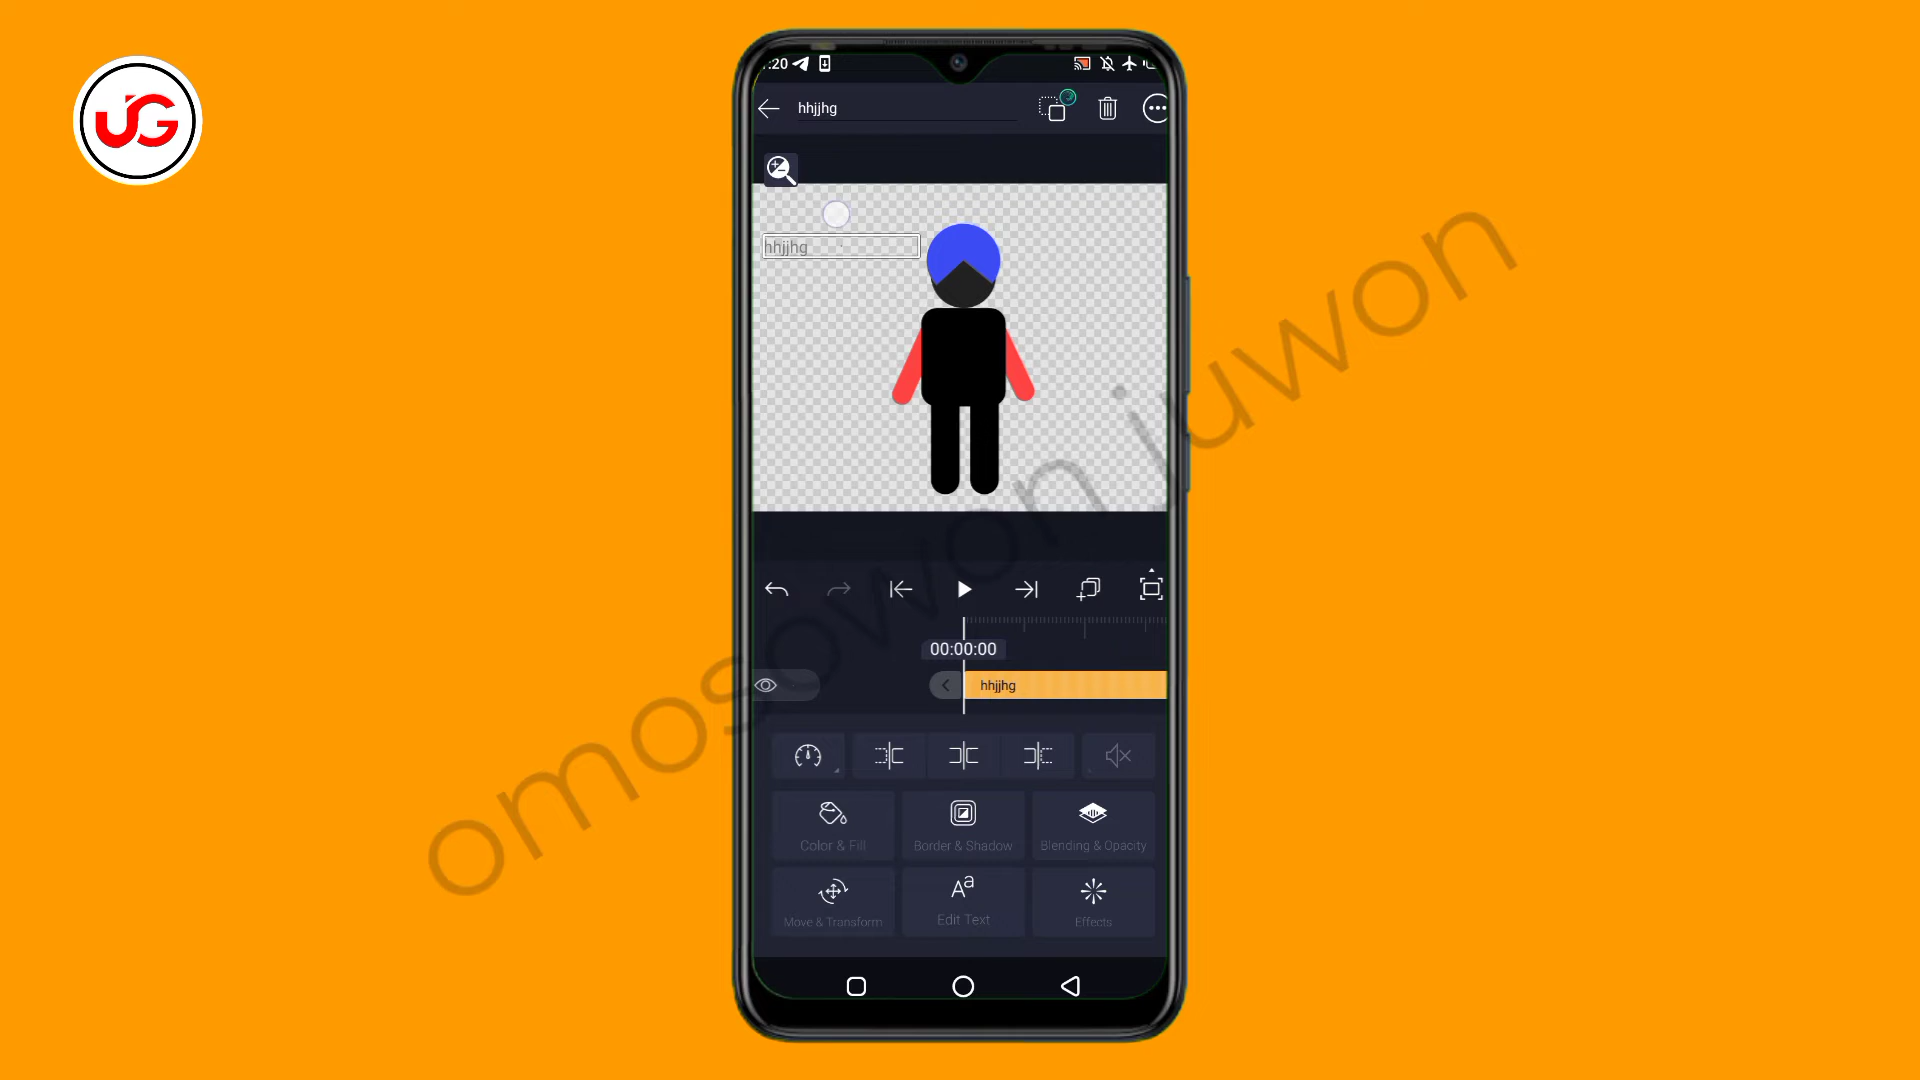 UG
:20
hhjjhg
hhjjhg
omosowon juwon
00:00:00
hhjjhg
Color & Fill
Border & Shadow
Blending & Opacity
Move & Transform
Edit Text
Effects